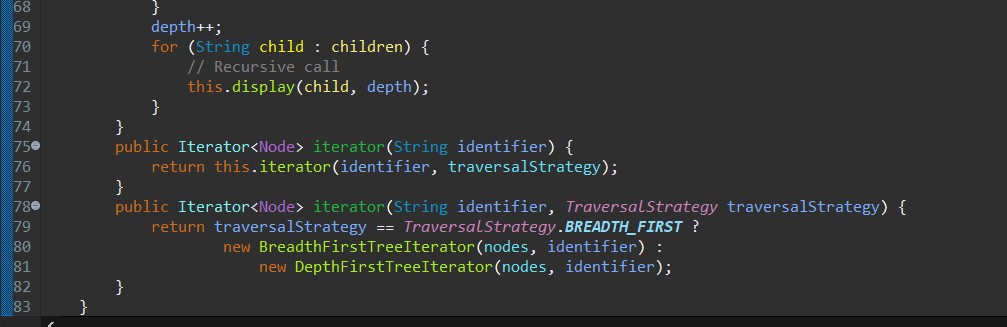 68 }
69 depth++;
70 for (String child : children) {
71 // Recursive call
72 this.display(child, depth);
73 }
74 }
75 public Iterator<Node> iterator(String identifier) {
76 return this.iterator(identifier, traversalStrategy);
77 }
78 public Iterator<Node> iterator(String identifier, TraversalStrategy traversalStrategy) {
79 return traversalStrategy == TraversalStrategy.BREADTH_FIRST ?
80 new BreadthFirstTreeIterator(nodes, identifier) :
81 new DepthFirstTreeIterator(nodes, identifier);
82 }
83 }